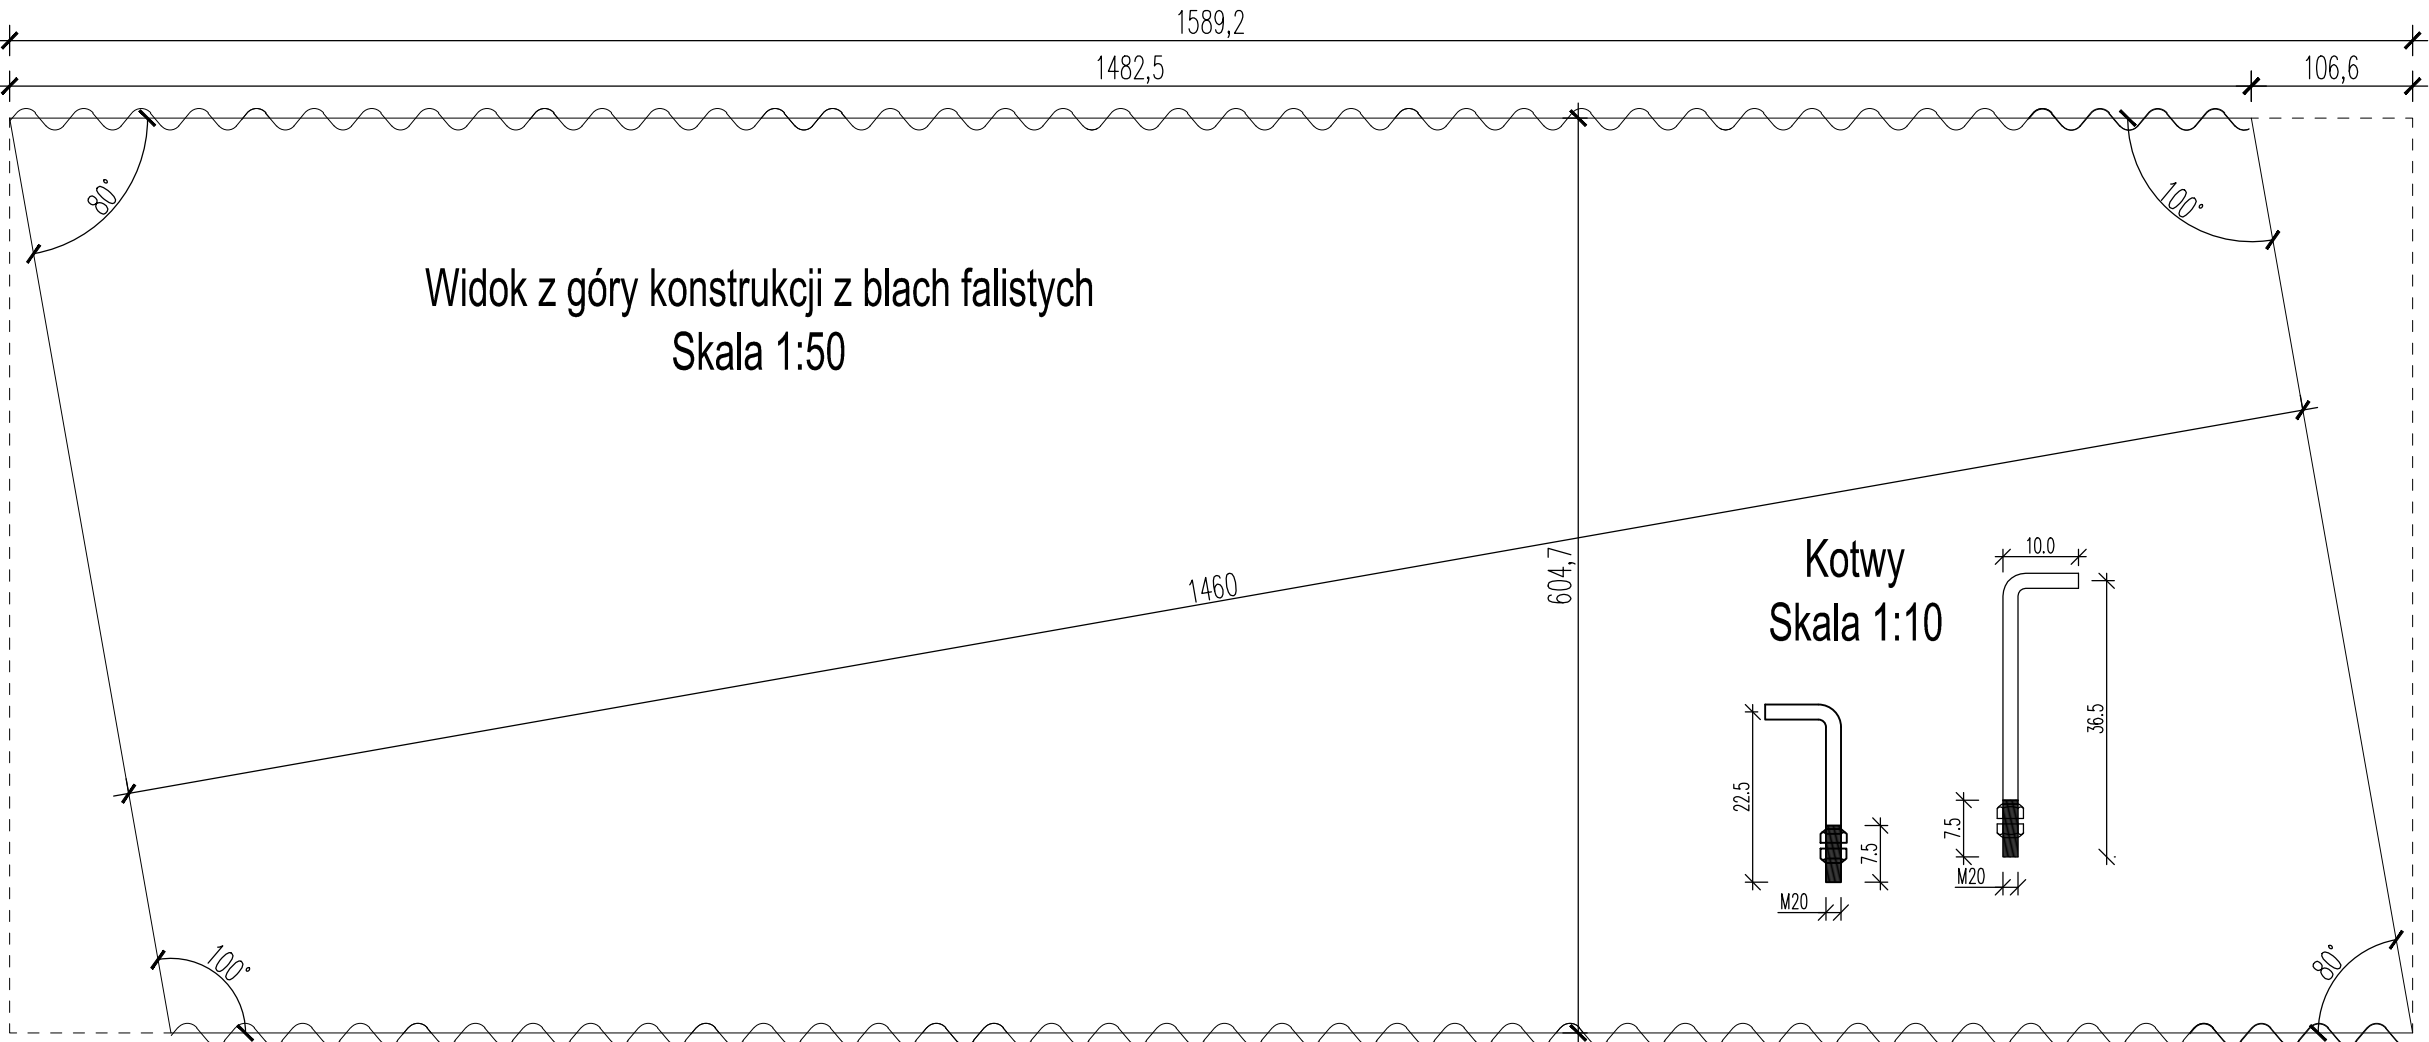 1589,2
1482,5
106,6
80°
100°
Widok z góry konstrukcji z blach falistych
Skala 1:50
1460
604,7
Kotwy
Skala 1:10
10.0
36.5
22.5
7.5
7.5
M20
M20
100°
80°